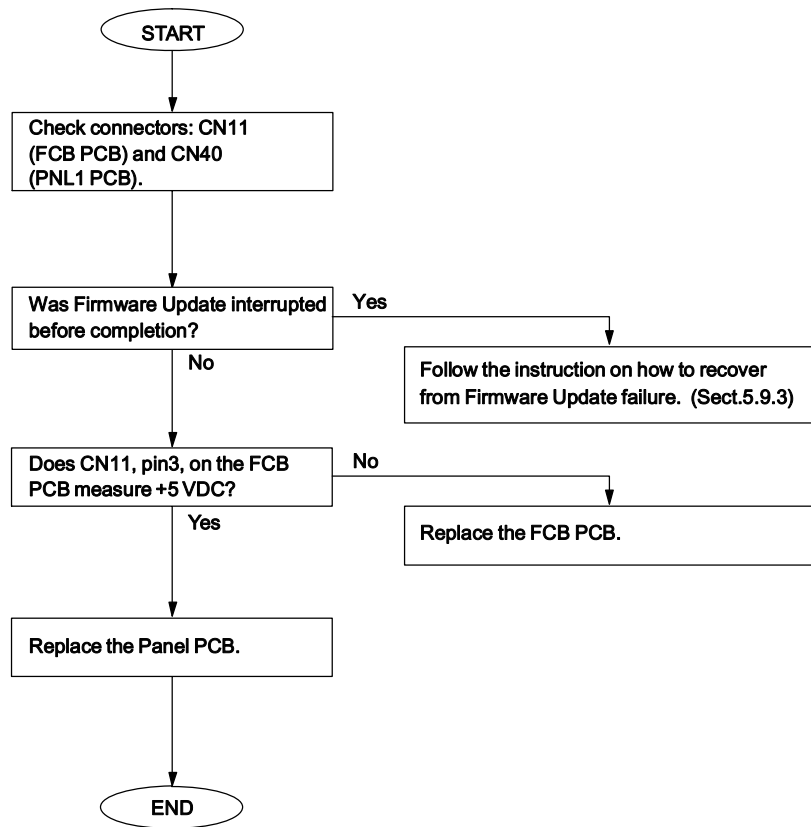 START
Check connectors: CN11
(FCB PCB) and CN40
(PNL1 PCB).
Was Firmware Update interrupted
before completion?
Yes
No
Follow the instruction on how to recover
from Firmware Update failure. (Sect.5.9.3)
Does CN11, pin3, on the FCB
PCB measure +5 VDC?
No
Yes
Replace the FCB PCB.
Replace the Panel PCB.
END